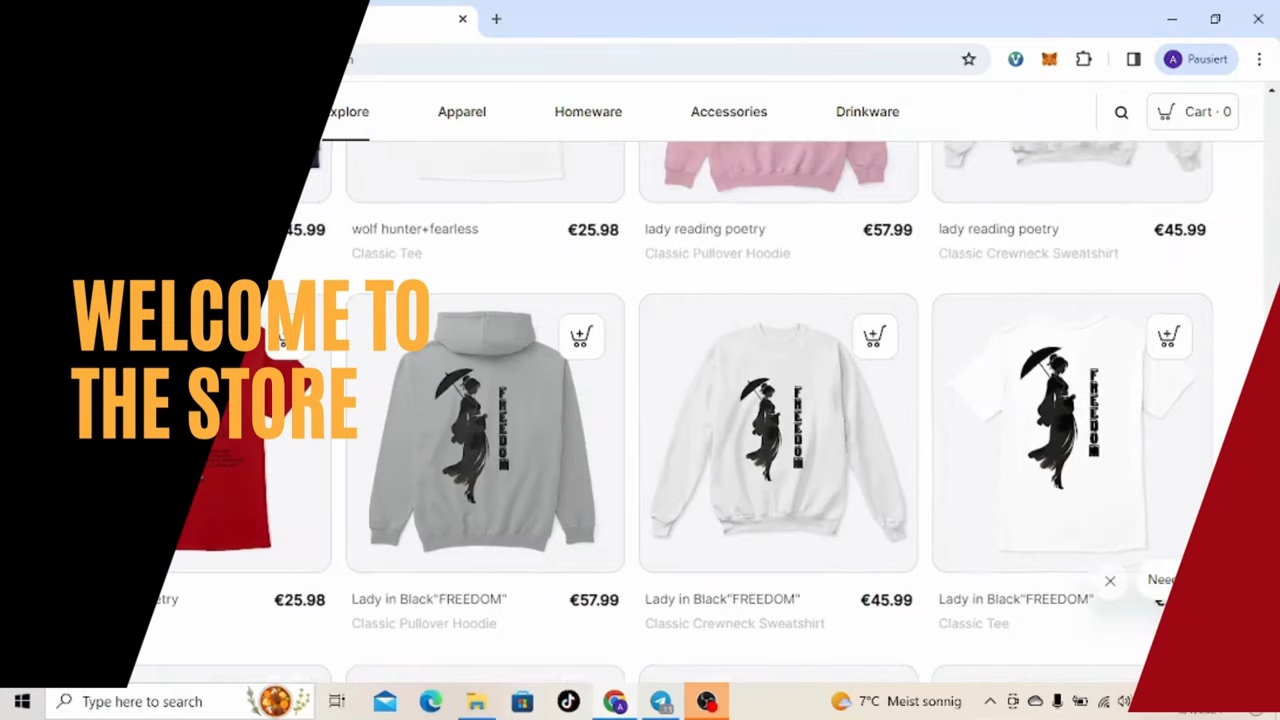 A
Pausiert
xplore
Apparel
Homeware
Accessories
Drinkware
Cart · 0
45.99
wolf hunter+fearless
€25.98
lady reading poetry
€57.99
lady reading poetry
€45.99
Classic Tee
Classic Pullover Hoodie
Classic Crewneck Sweatshirt
WELCOME TO
THE STORE
FREEDOM
FREEDOM
FREEDOM
etry
€25.98
Lady in Black"FREEDOM"
€57.99
Lady in Black"FREEDOM"
€45.99
Lady in Black"FREEDOM"
Classic Pullover Hoodie
Classic Crewneck Sweatshirt
Classic Tee
Nee
Type here to search
7°C Meist sonnig